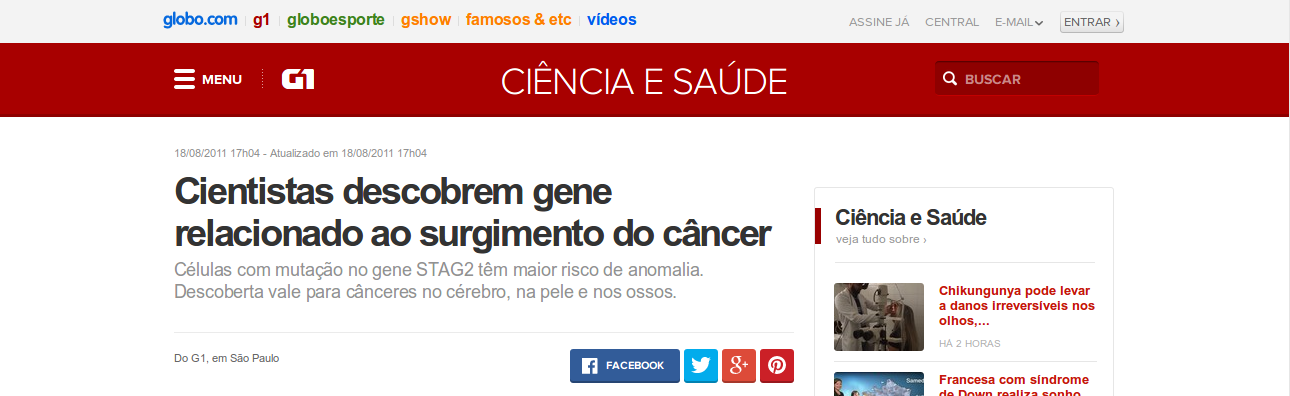 globo.com g1 globoesporte gshow famosos & etc vídeos ASSINE JÁ CENTRAL E-MAIL ENTRAR ›
MENU G1 CIÊNCIA E SAÚDE BUSCAR
18/08/2011 17h04 - Atualizado em 18/08/2011 17h04
Cientistas descobrem gene
relacionado ao surgimento do câncer
Células com mutação no gene STAG2 têm maior risco de anomalia.
Descoberta vale para cânceres no cérebro, na pele e nos ossos.
Do G1, em São Paulo
FACEBOOK
Ciência e Saúde
veja tudo sobre ›
Chikungunya pode levar
a danos irreversíveis nos
olhos,...
HÁ 2 HORAS
Francesa com síndrome
de Down realiza sonho